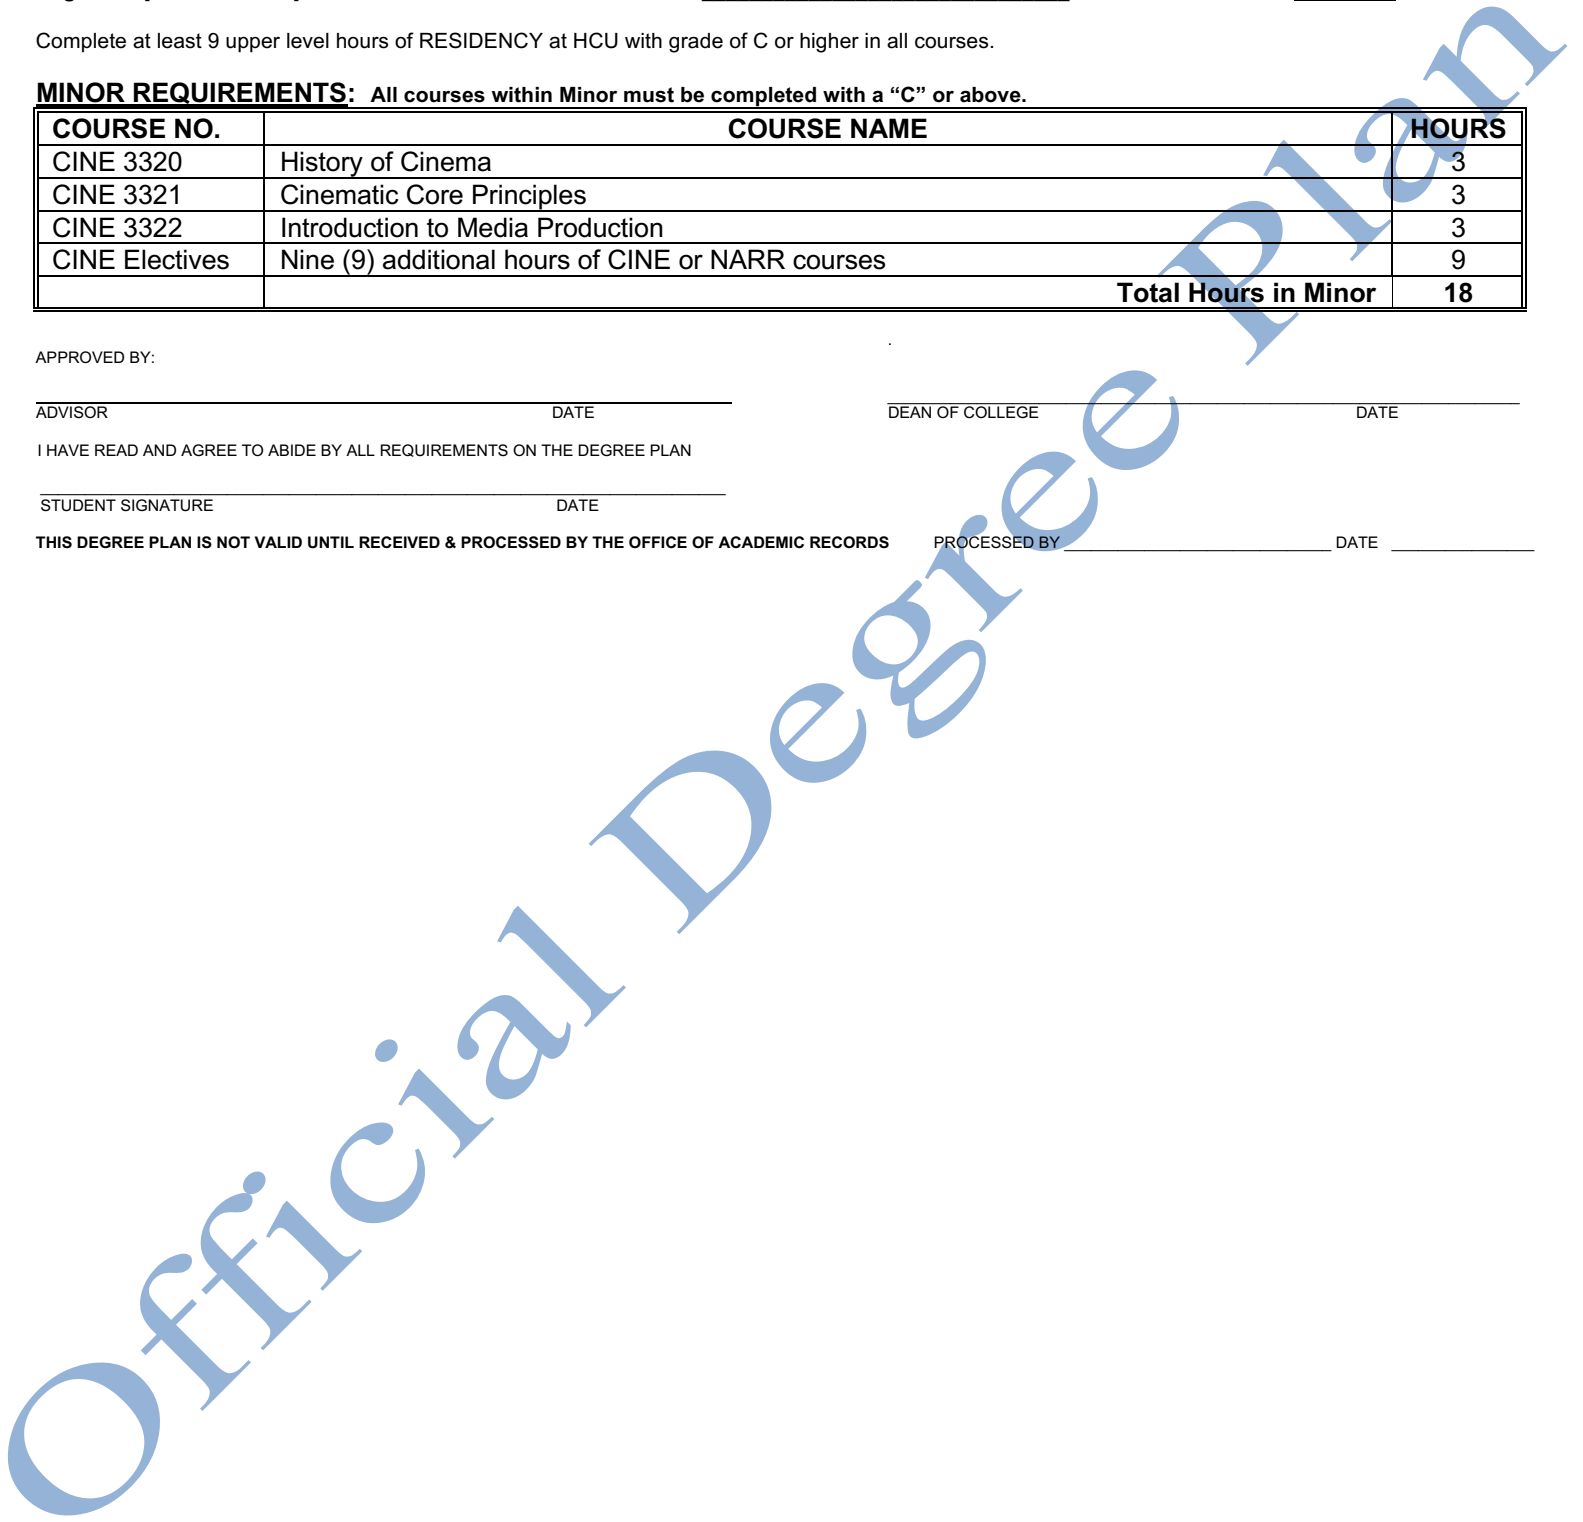 Complete at least 9 upper level hours of RESIDENCY at HCU with grade of C or higher in all courses.
MINOR REQUIREMENTS: All courses within Minor must be completed with a “C” or above.
COURSE NO. COURSE NAME HOURS
CINE 3320 History of Cinema 3
CINE 3321 Cinematic Core Principles 3
CINE 3322 Introduction to Media Production 3
CINE Electives Nine (9) additional hours of CINE or NARR courses 9
Total Hours in Minor 18
.
APPROVED BY:
ADVISOR DATE DEAN OF COLLEGE DATE
I HAVE READ AND AGREE TO ABIDE BY ALL REQUIREMENTS ON THE DEGREE PLAN
STUDENT SIGNATURE DATE
THIS DEGREE PLAN IS NOT VALID UNTIL RECEIVED & PROCESSED BY THE OFFICE OF ACADEMIC RECORDS PROCESSED BY ______________________________ DATE ________________
Official Degree Plan